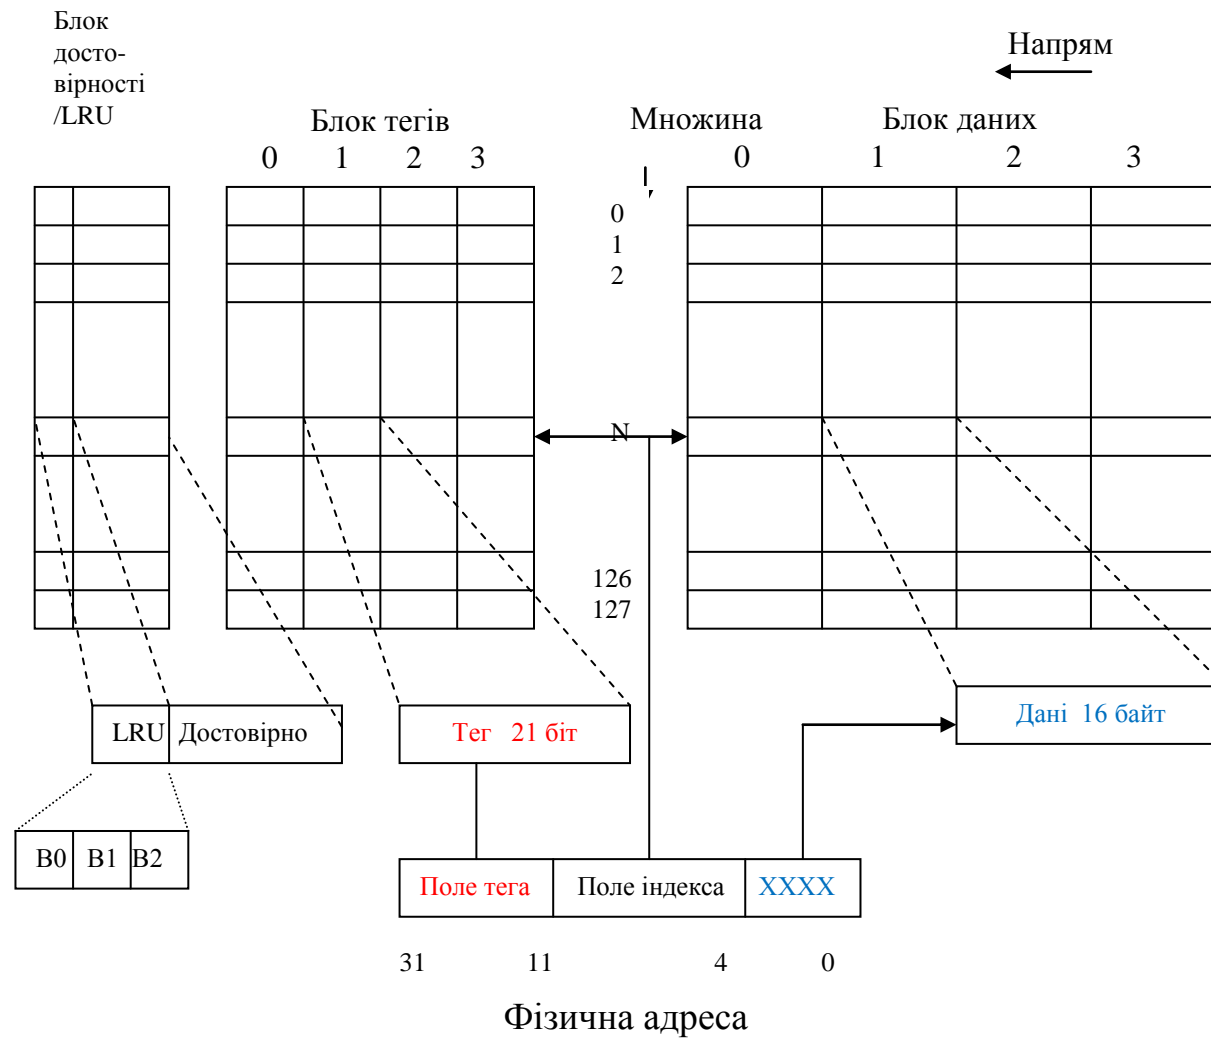 Блок
досто-
вірності
/LRU
Напрям
Блок тегів
Множина
Блок даних
0 1 2 3
0 1 2 3
0
1
2
N
126
127
LRU Достовірно
Тег 21 біт
Дані 16 байт
B0 B1 B2
Поле тега Поле індекса XXXX
31 11 4 0
Фізична адреса